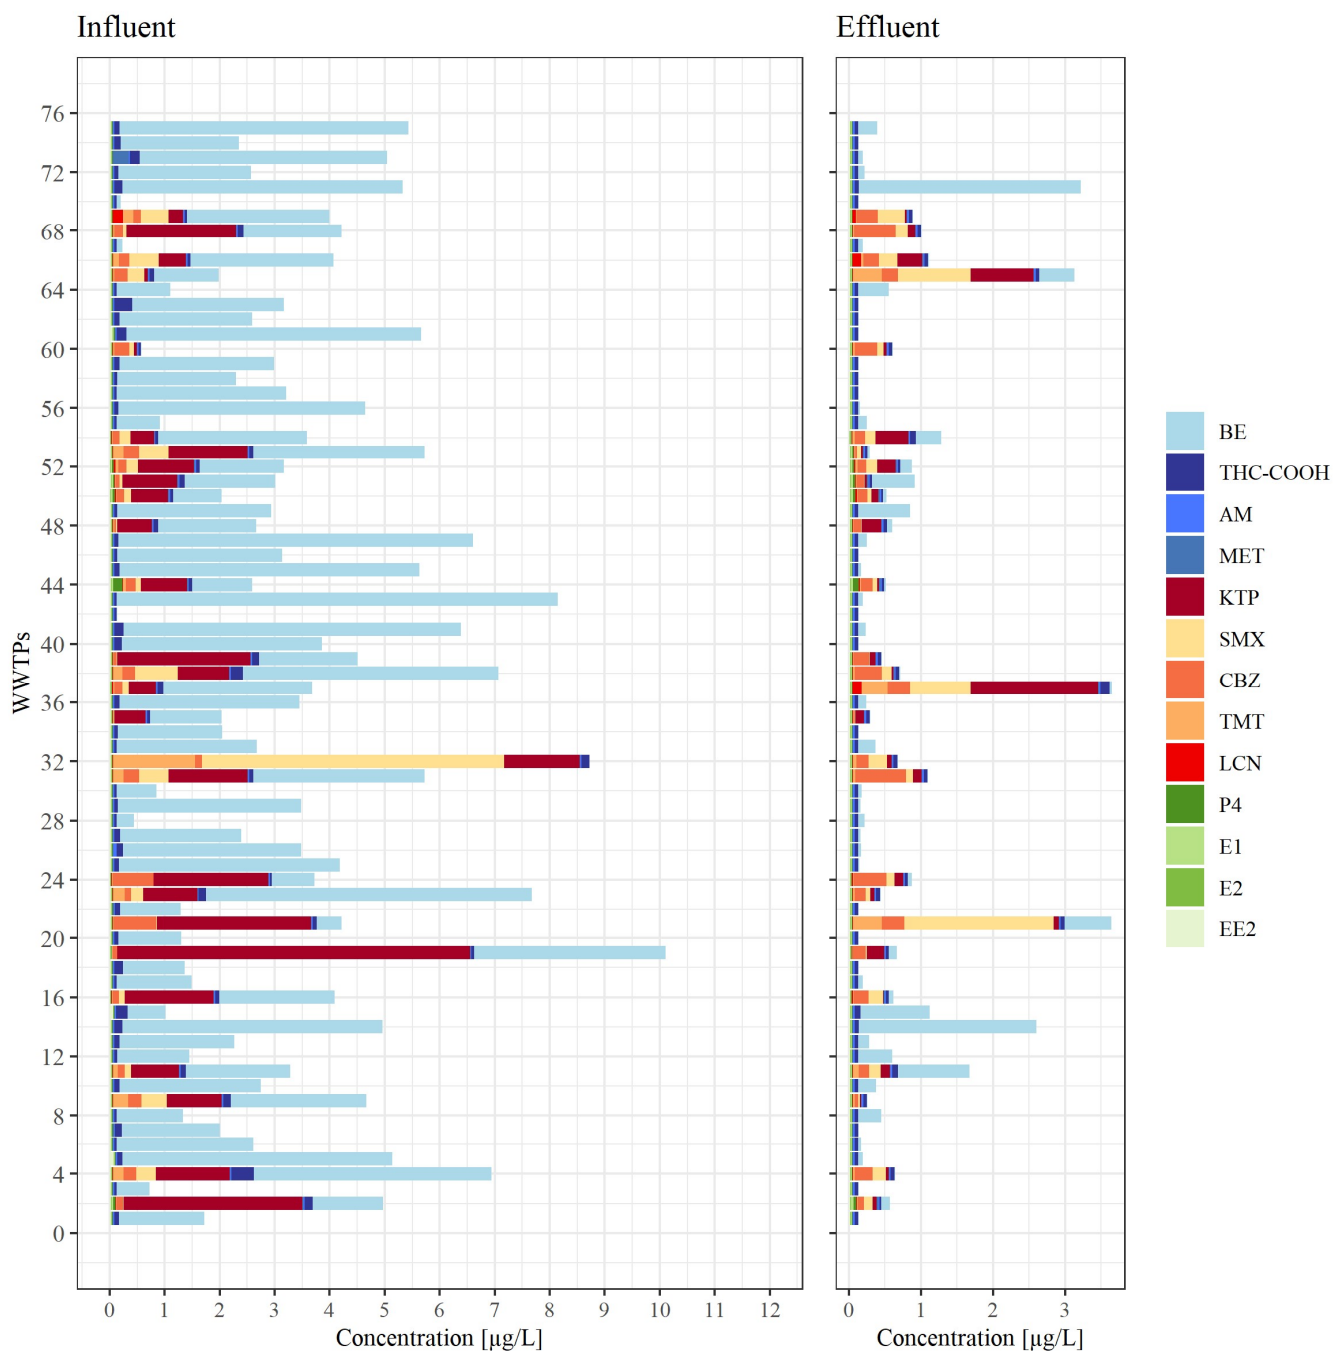 Influent
Effluent
76
72
68
64
60
56
52
48
44
40
36
32
28
24
20
16
12
8
4
0
WWTPs
0 1 2 3 4 5 6 7 8 9 10 11 12
Concentration [µg/L]
0 1 2 3
Concentration [µg/L]
BE
THC-COOH
AM
MET
KTP
SMX
CBZ
TMT
LCN
P4
E1
E2
EE2